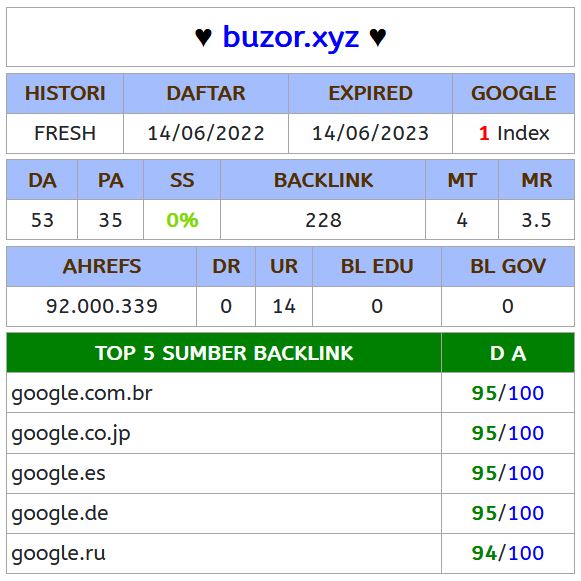 ♥ buzor.xyz ♥
HISTORI DAFTAR EXPIRED GOOGLE
FRESH 14/06/2022 14/06/2023 1 Index
DA PA SS BACKLINK MT MR
53 35 0% 228 4 3.5
AHREFS DR UR BL EDU BL GOV
92.000.339 0 14 0 0
TOP 5 SUMBER BACKLINK D A
google.com.br 95/100
google.co.jp 95/100
google.es 95/100
google.de 95/100
google.ru 94/100